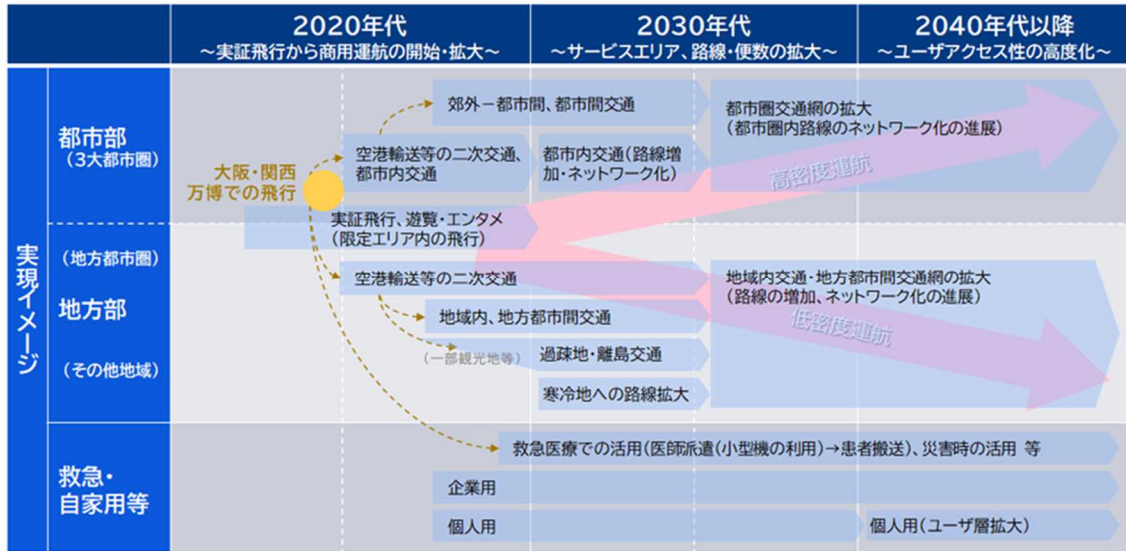 2020年代
~実証飛行から商用運航の開始・拡大~
2030年代
~サービスエリア、路線・便数の拡大~
2040年代以降
~ユーザアクセス性の高度化~
実現イメージ
都市部
(3大都市圏)
大阪・関西
万博での飛行
郊外-都市間、都市間交通
空港輸送等の二次交通、
都市内交通
都市内交通(路線増
加・ネットワーク化)
都市圏交通網の拡大
(都市圏内路線のネットワーク化の進展)
高密度運航
実証飛行、遊覧・エンタメ
(限定エリア内の飛行)
(地方都市圏)
地方部
(その他地域)
空港輸送等の二次交通
地域内、地方都市間交通
(一部観光地等)
過疎地・離島交通
寒冷地への路線拡大
地域内交通・地方都市間交通網の拡大
(路線の増加、ネットワーク化の進展)
低密度運航
救急・
自家用等
救急医療での活用(医師派遣(小型機の利用)→患者搬送)、災害時の活用 等
企業用
個人用
個人用(ユーザ層拡大)